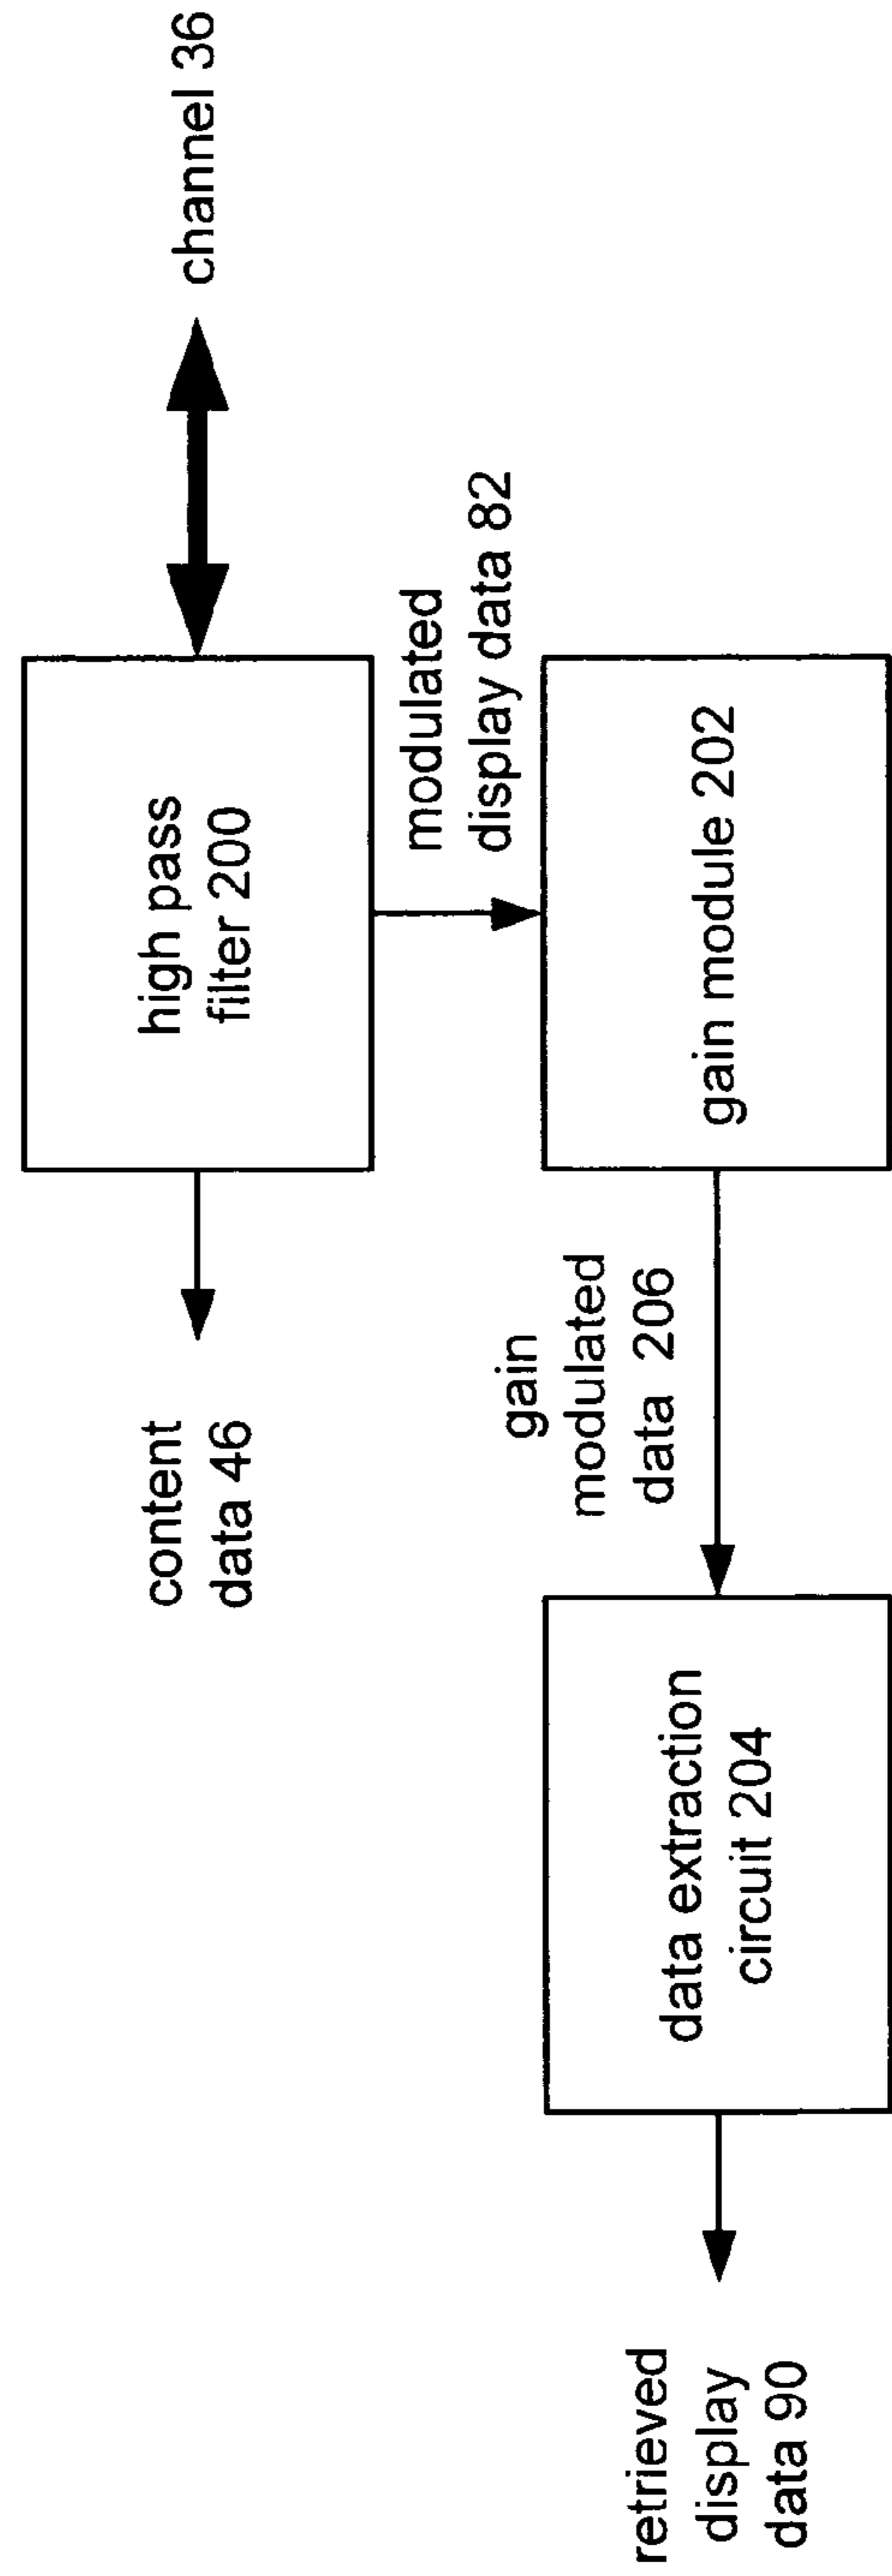 content
data 46
high pass
filter 200
channel 36
modulated
display data 82
retrieved
display
data 90
data extraction
circuit 204
gain
modulated
data 206
gain module 202